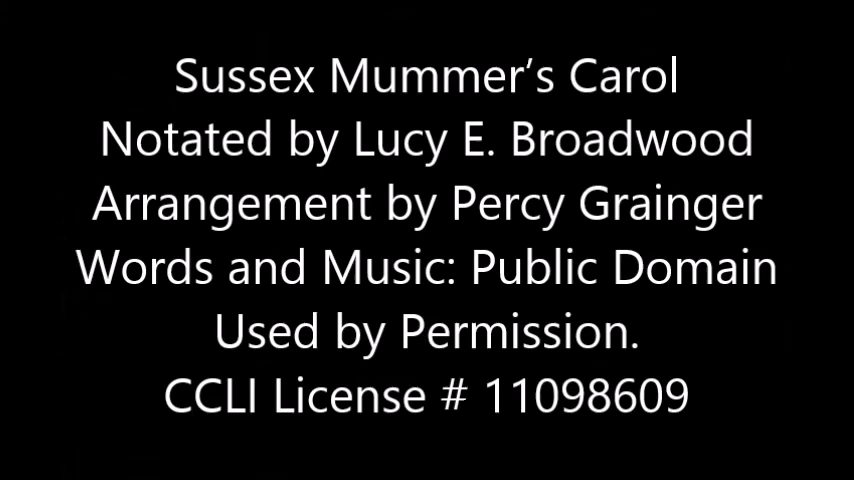 Sussex Mummer’s Carol
Notated by Lucy E. Broadwood
Arrangement by Percy Grainger
Words and Music: Public Domain
Used by Permission.
CCLI License # 11098609